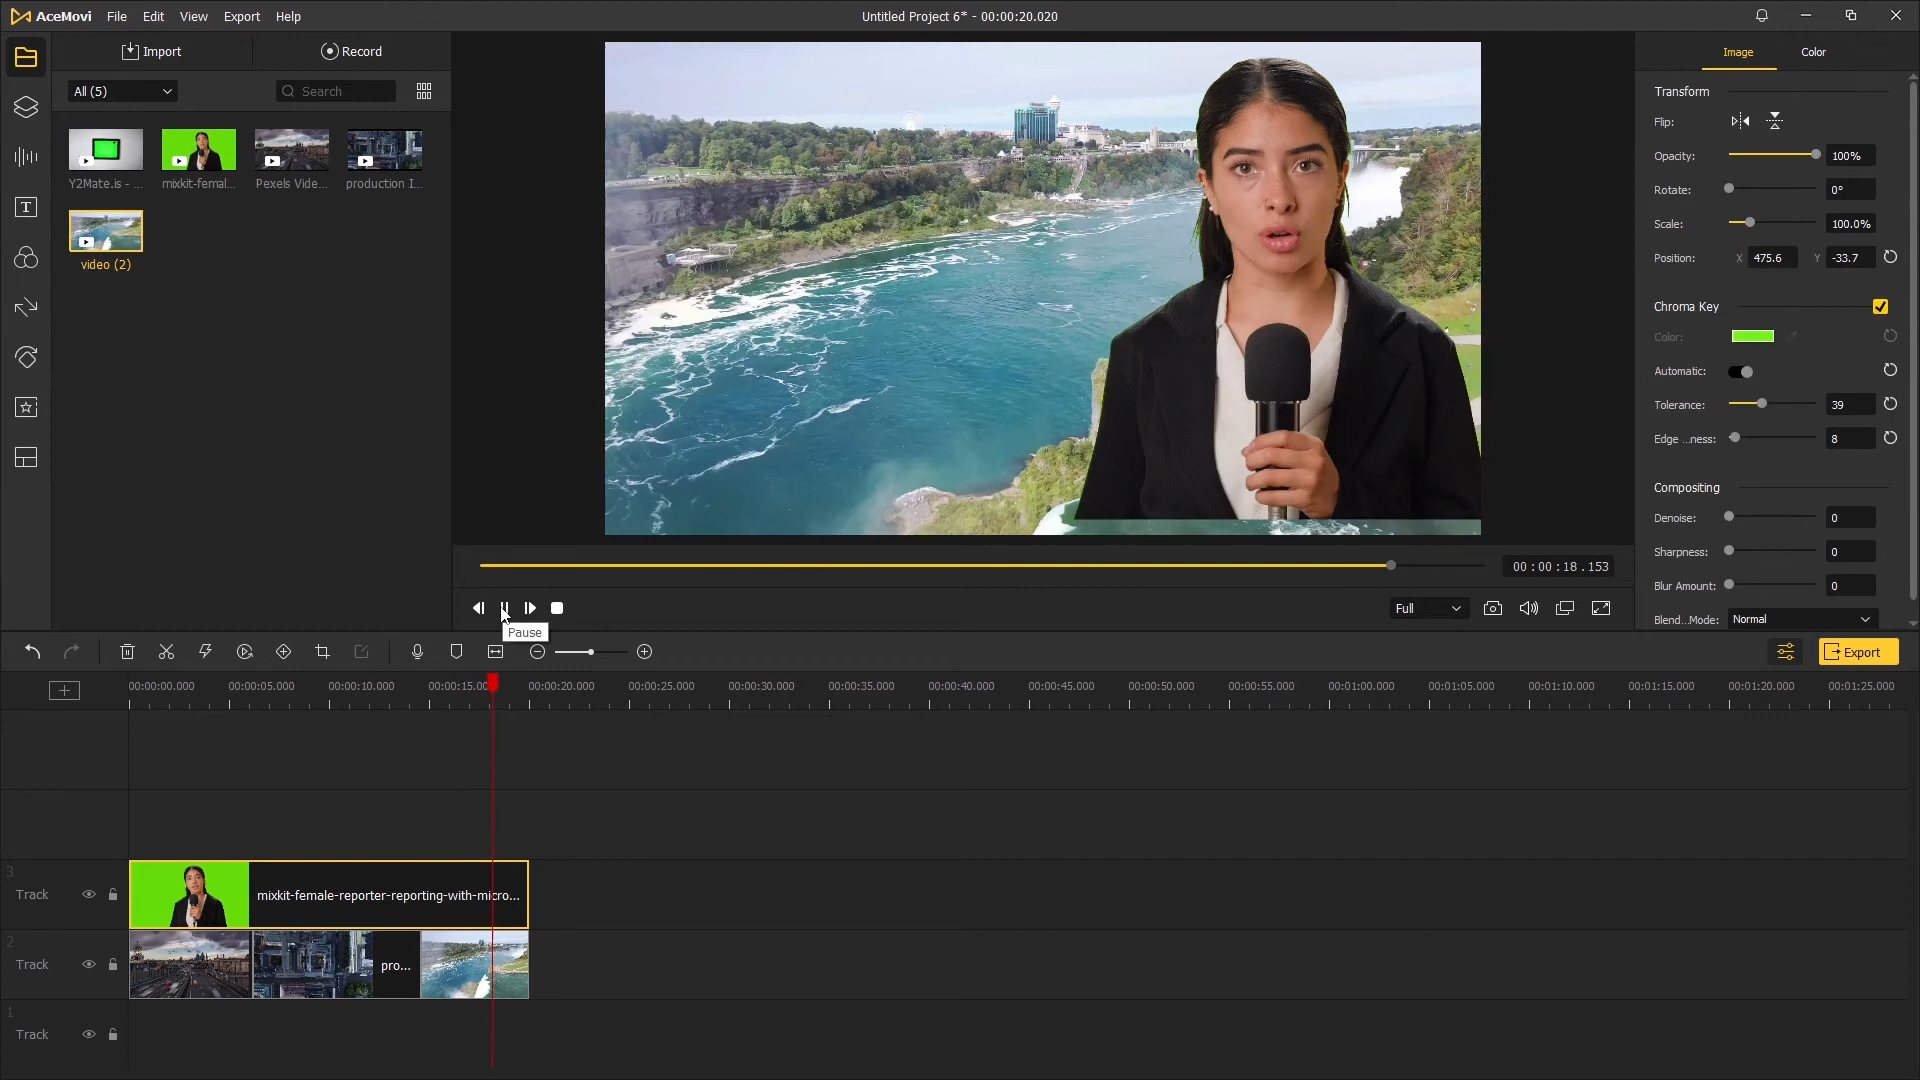 AceMovi File Edit View Export Help Untitled Project 6* - 00:00:20.020
Import Record
All (5) Search
Y2Mate.is - ... mixkit-femal... Pexels Vide... production I...
video (2)
Image Color
Transform
Flip:
Opacity: 100%
Rotate: 0°
Scale: 100.0%
Position: X 475.6 Y -33.7
Chroma Key
Color:
Automatic:
Tolerance: 39
Edge ...ness: 8
Compositing
Denoise: 0
Sharpness: 0
Blur Amount: 0
Blend...Mode: Normal
00:00:18.153
Full
Pause
Export
00:00:00.000 00:00:05.000 00:00:10.000 00:00:15.00 00:00:20.000 00:00:25.000 00:00:30.000 00:00:35.000 00:00:40.000 00:00:45.000 00:00:50.000 00:00:55.000 00:01:00.000 00:01:05.000 00:01:10.000 00:01:15.000 00:01:20.000 00:01:25.000
3
Track mixkit-female-reporter-reporting-with-micro...
2
Track pro...
1
Track